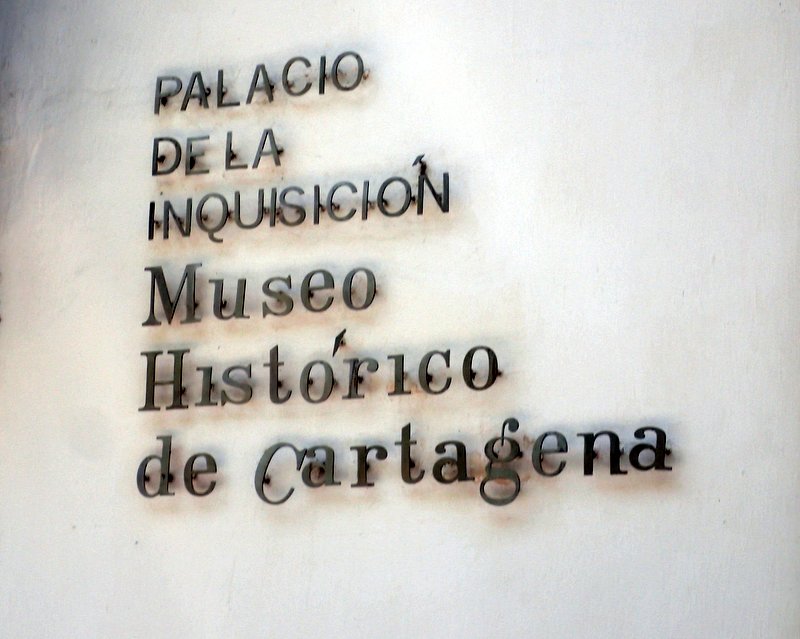 PALACIO
DE LA
INQUISICIÓN
Museo
Histórico
de Cartagena